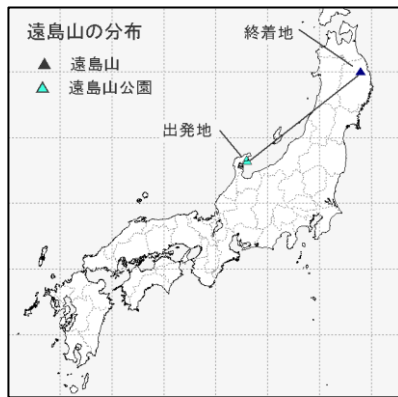 遠島山の分布
▲ 遠島山
▲ 遠島山公園
終着地
出発地